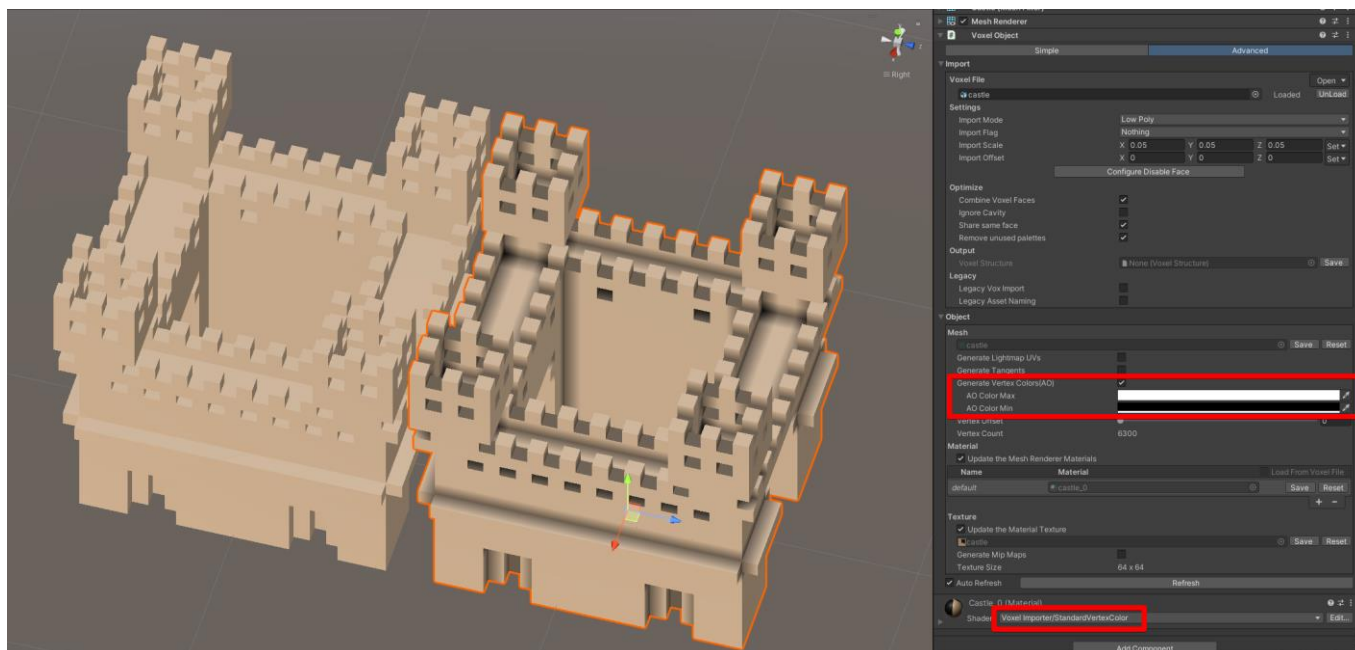 Mesh Renderer
Voxel Object
Simple Advanced
Import
Voxel File Open
castle Loaded UnLoad
Settings
Import Mode Low Poly
Import Flag Nothing
Import Scale X 0.05 Y 0.05 Z 0.05 Set
Import Offset X 0 Y 0 Z 0 Set
Configure Disable Face
Optimize
Combine Voxel Faces
Ignore Cavity
Share same face
Remove unused palettes
Output
Voxel Structure None (Voxel Structure) Save
Legacy
Legacy Vox Import
Legacy Asset Naming
Object
Mesh
castle Save Reset
Generate Lightmap UVs
Generate Tangents
Generate Vertex Colors(AO)
AO Color Max
AO Color Min
Vertex Offset 0
Vertex Count 6300
Material
Update the Mesh Renderer Materials
Name Material Load From Voxel File
default castle_0 Save Reset
+ -
Texture
Update the Material Texture
castle Save Reset
Generate Mip Maps
Texture Size 64 x 64
Auto Refresh Refresh
Castle_0 (Material)
Shader Voxel Importer/StandardVertexColor Edit...
Add Component
Right